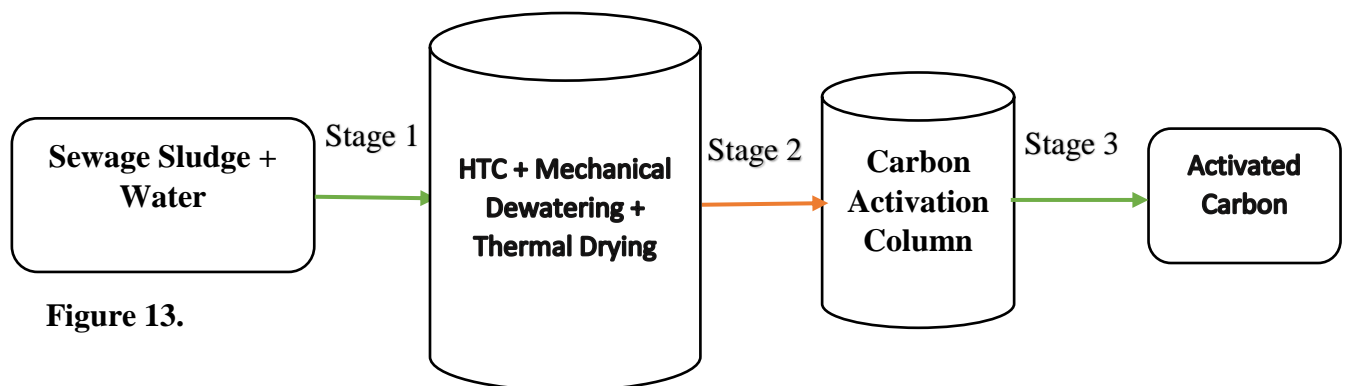 Sewage Sludge +
Water
Stage 1
HTC + Mechanical
Dewatering +
Thermal Drying
Stage 2
Carbon
Activation
Column
Stage 3
Activated
Carbon
Figure 13.